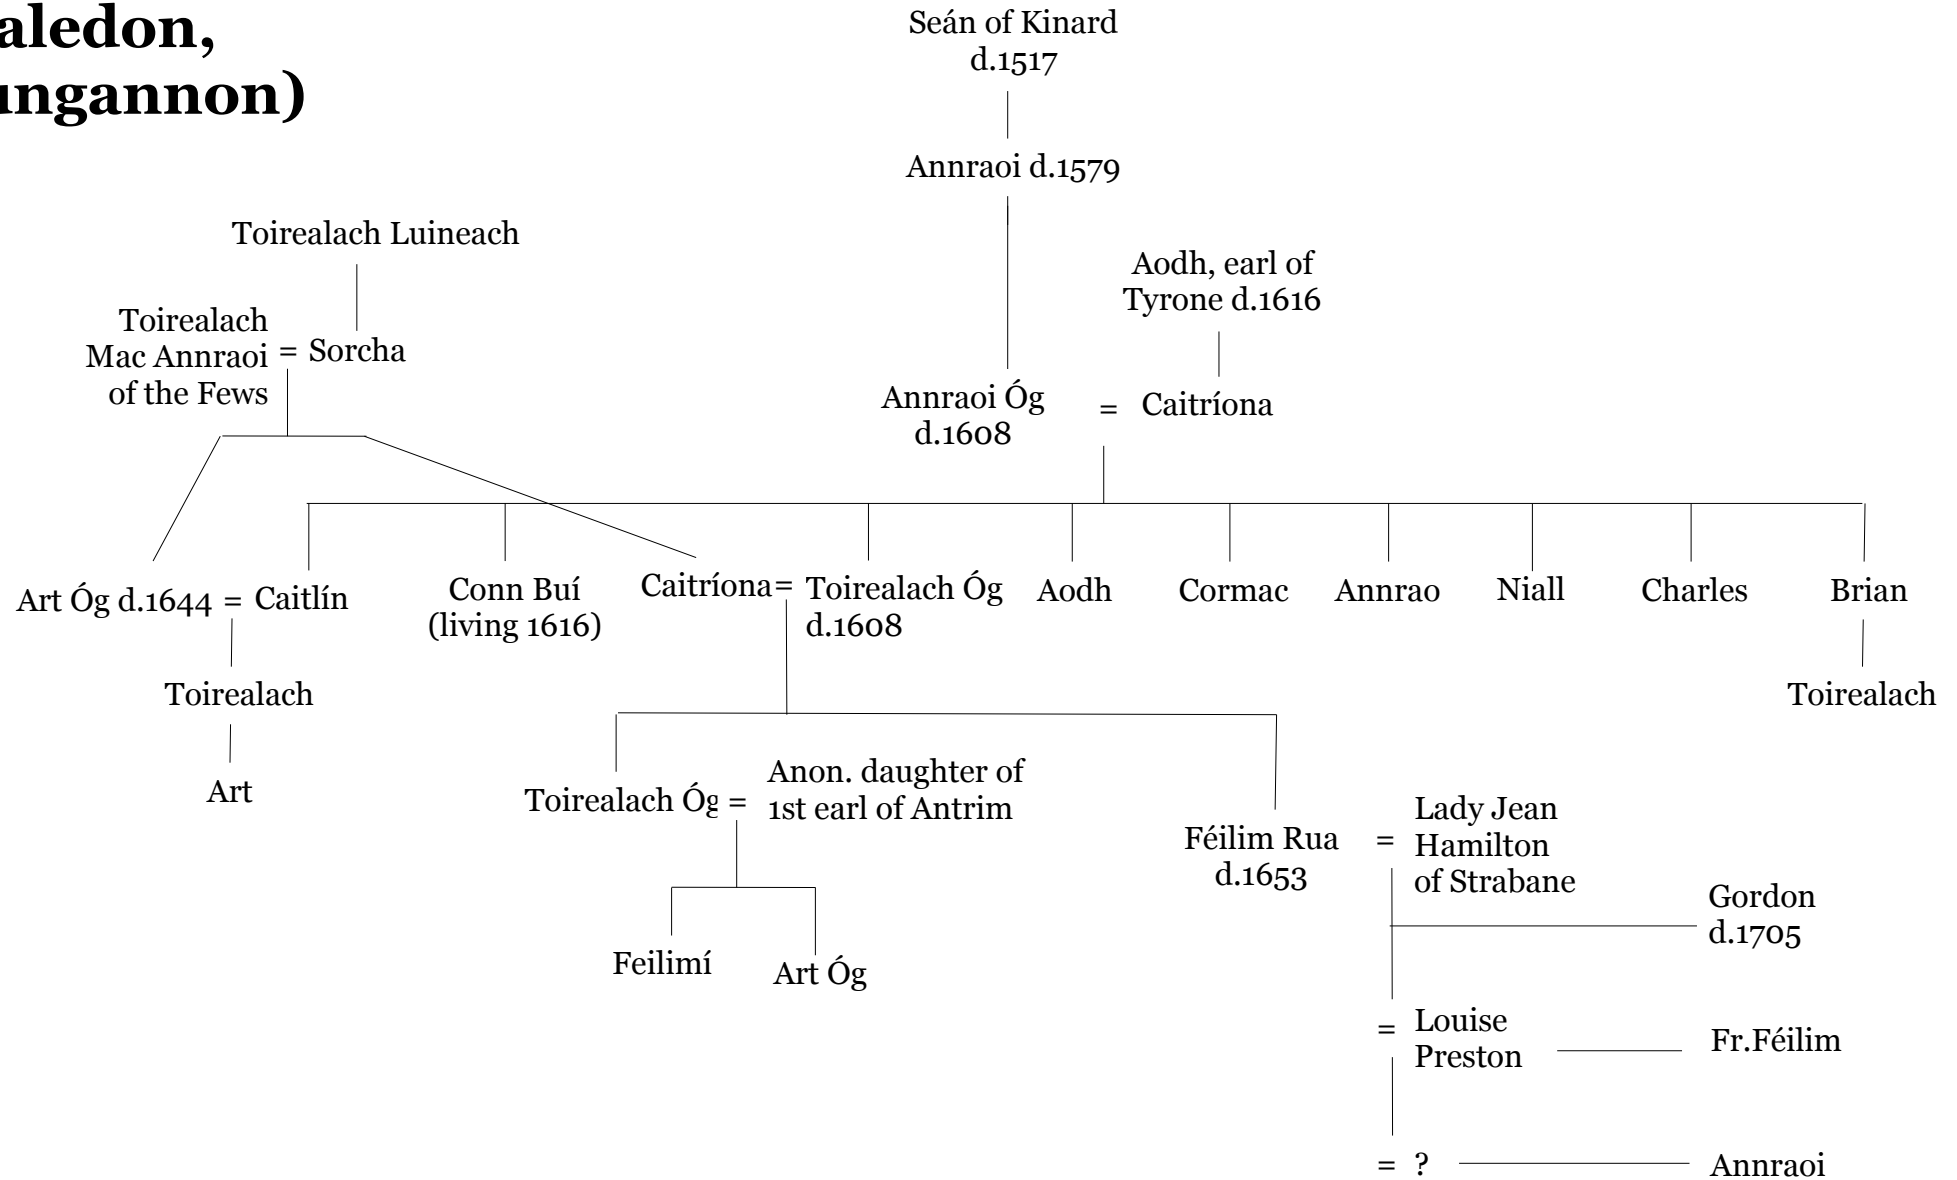 aledon,
ungannon)
Seán of Kinard
d.1517
Annraoi d.1579
Toirealach Luineach
Aodh, earl of
Tyrone d.1616
Toirealach
Mac Annraoi
of the Fews
= Sorcha
Annraoi Óg
d.1608
= Caitríona
Art Óg d.1644 = Caitlín
Conn Buí
(living 1616)
Caitríona= Toirealach Óg
d.1608
Aodh
Cormac
Annrao
Niall
Charles
Brian
Toirealach
Toirealach
Art
Toirealach Óg =
Anon. daughter of
1st earl of Antrim
Féilim Rua
d.1653
=
Lady Jean
Hamilton
of Strabane
Gordon
d.1705
Feilimí
Art Óg
= Louise
Preston
Fr.Féilim
= ?
Annraoi